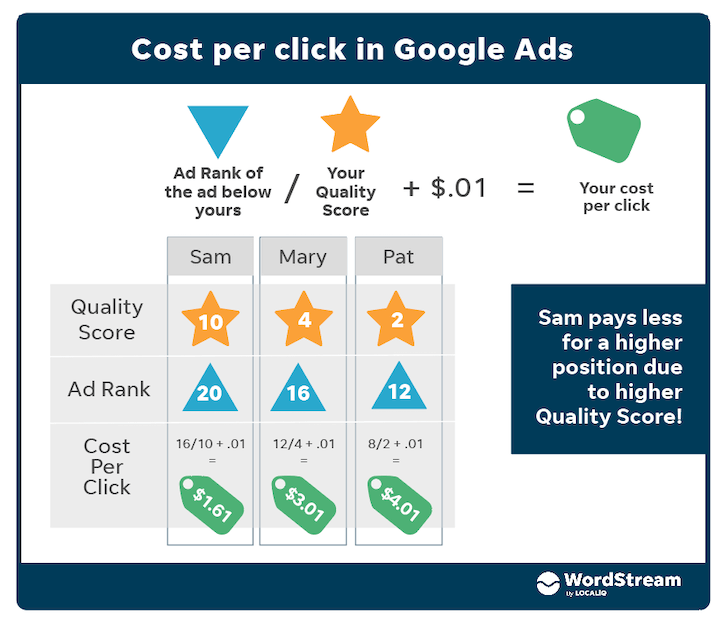 Cost per click in Google Ads
Ad Rank of
the ad below
yours
/
Your
Quality
Score
+ $.01
=
Your cost
per click
Sam
Mary
Pat
Quality
Score
10
4
2
Ad Rank
20
16
12
Cost
Per
Click
16/10 + .01
=
$1.61
12/4 + .01
=
$3.01
8/2 + .01
=
$4.01
Sam pays less
for a higher
position due
to higher
Quality Score!
WordStream
by LOCALiQ